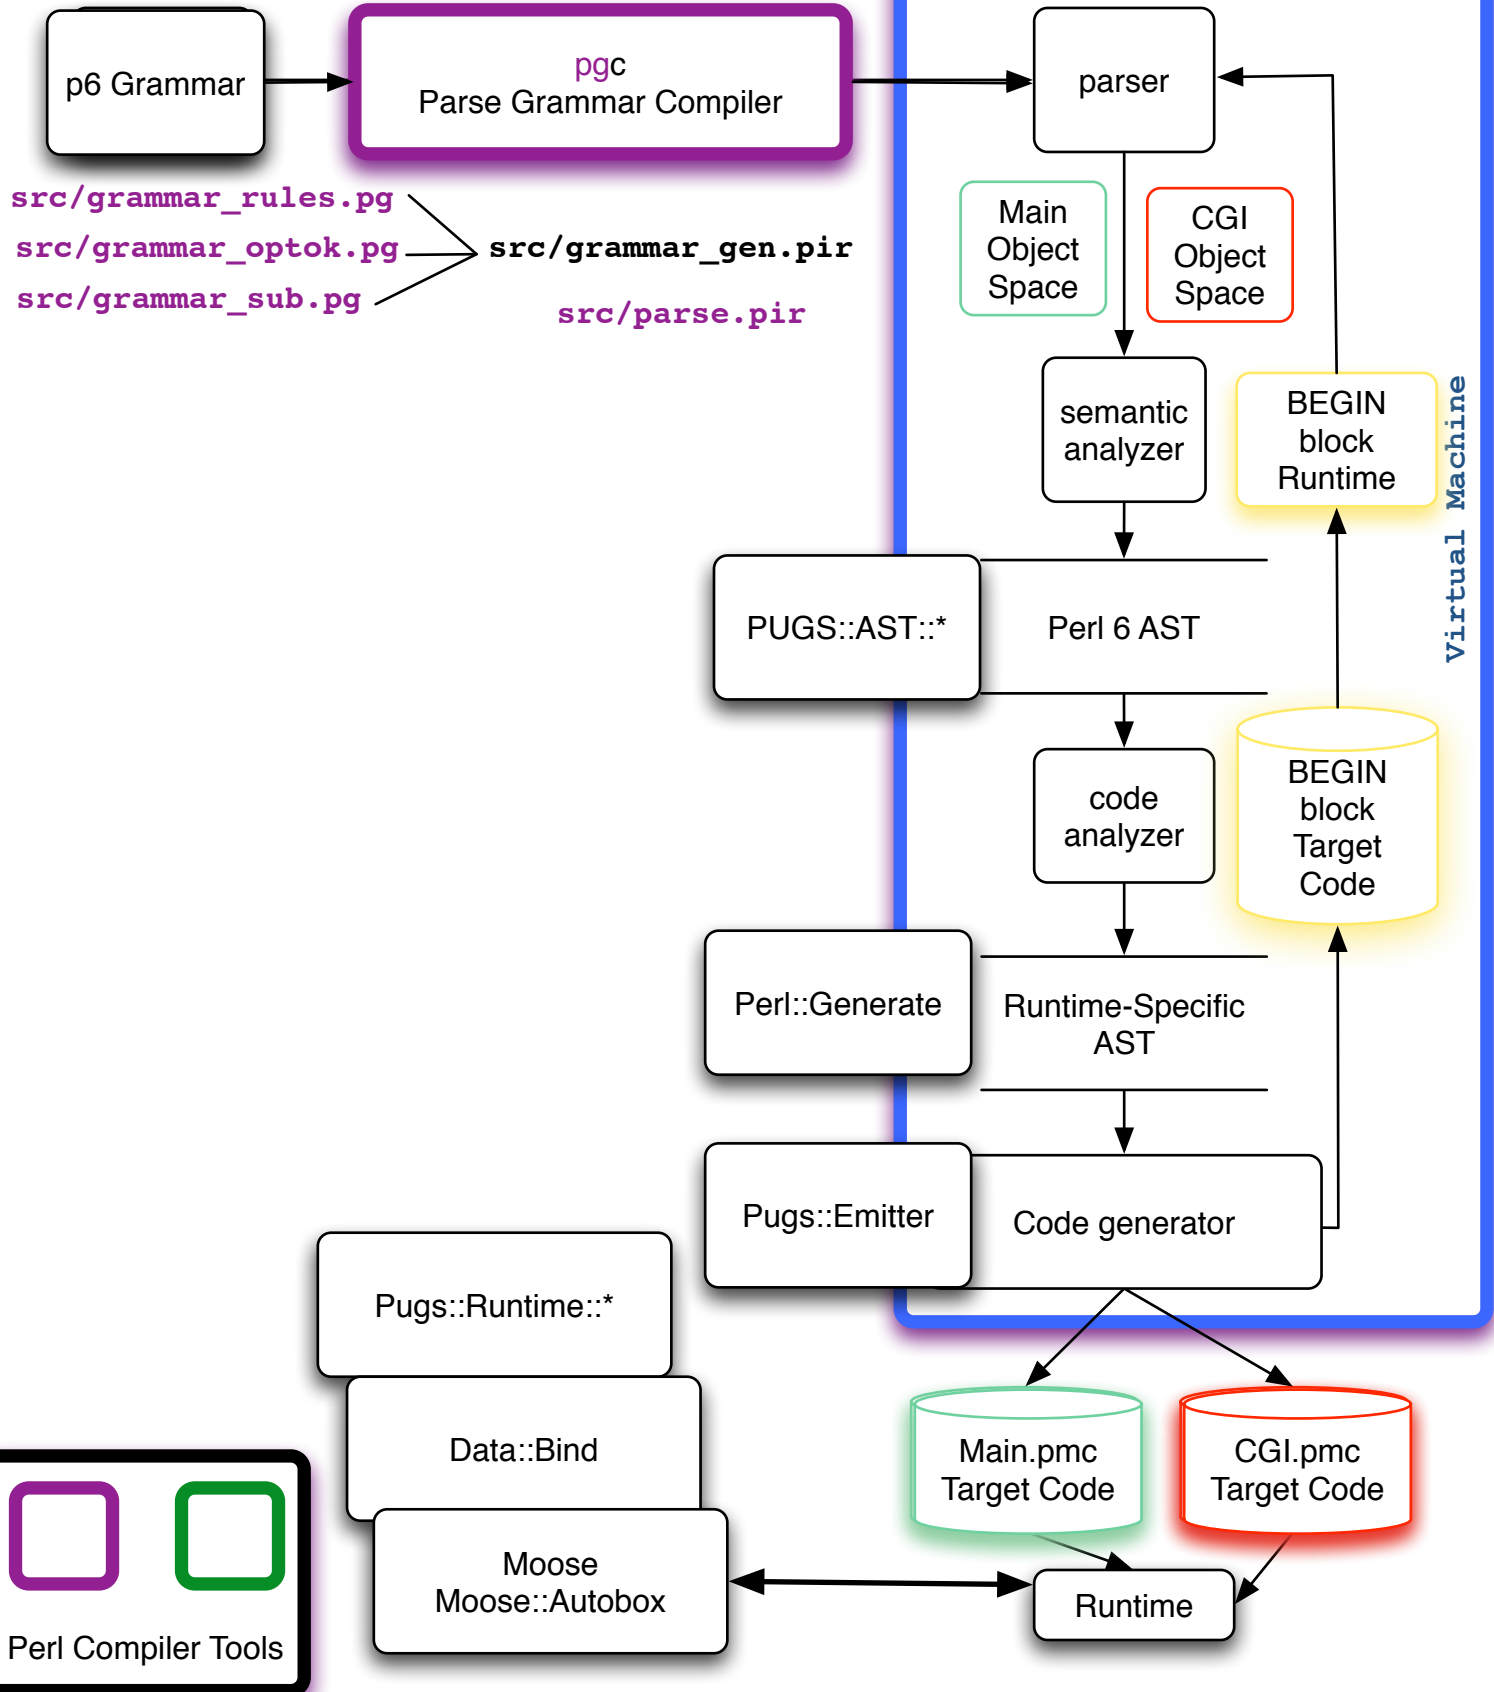 p6 Grammar
pgc
Parse Grammar Compiler
parser
src/grammar_rules.pg
src/grammar_optok.pg
src/grammar_sub.pg
src/grammar_gen.pir
src/parse.pir
Main
Object
Space
CGI
Object
Space
semantic
analyzer
BEGIN
block
Runtime
Virtual Machine
PUGS::AST::*
Perl 6 AST
code
analyzer
BEGIN
block
Target
Code
Perl::Generate
Runtime-Specific
AST
Pugs::Emitter
Code generator
Pugs::Runtime::*
Data::Bind
Moose
Moose::Autobox
Main.pmc
Target Code
CGI.pmc
Target Code
Runtime
Perl Compiler Tools